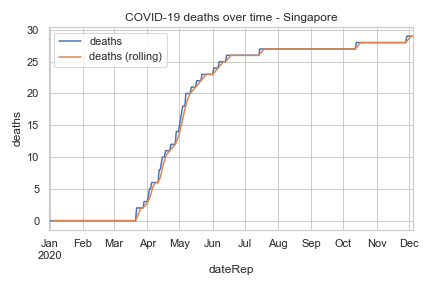 COVID-19 deaths over time - Singapore
deaths
deaths (rolling)
30
25
20
15
10
5
0
deaths
Jan Feb Mar Apr May Jun Jul Aug Sep Oct Nov Dec
2020
dateRep